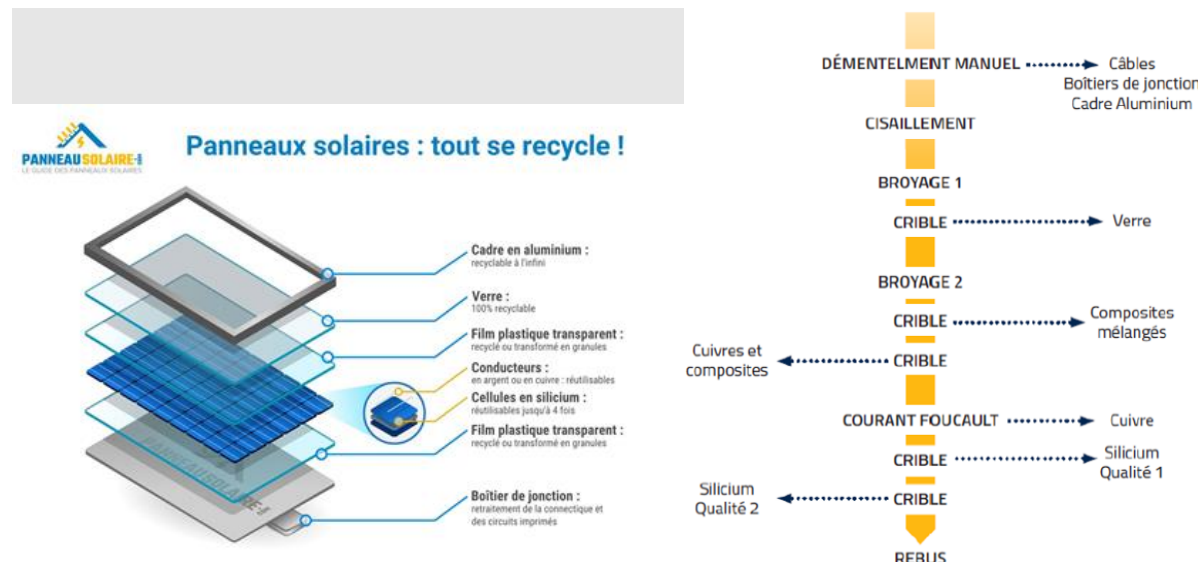 PANNEAUSOLAIRE
LE GUIDE DES PANNEAUX SOLAIRES
Panneaux solaires : tout se recycle !
Cadre en aluminium :
recyclable à l'infini
Verre :
100% recyclable
Film plastique transparent :
recyclé ou transformé en granules
Conducteurs :
en argent ou en cuivre : réutilisables
Cellules en silicium :
réutilisables jusqu'à 4 fois
Film plastique transparent :
recyclé ou transformé en granules
Boîtier de jonction :
retraitement de la connectique et
des circuits imprimés
PANNEAUSOLAIRE
DÉMENTELMENT MANUEL
Câbles
Boîtiers de jonction
Cadre Aluminium
CISAILLEMENT
BROYAGE 1
CRIBLE
Verre
BROYAGE 2
CRIBLE
Composites
mélangés
Cuivres et
composites
CRIBLE
COURANT FOUCAULT
Cuivre
CRIBLE
Silicium
Qualité 1
Silicium
Qualité 2
CRIBLE
REBUS